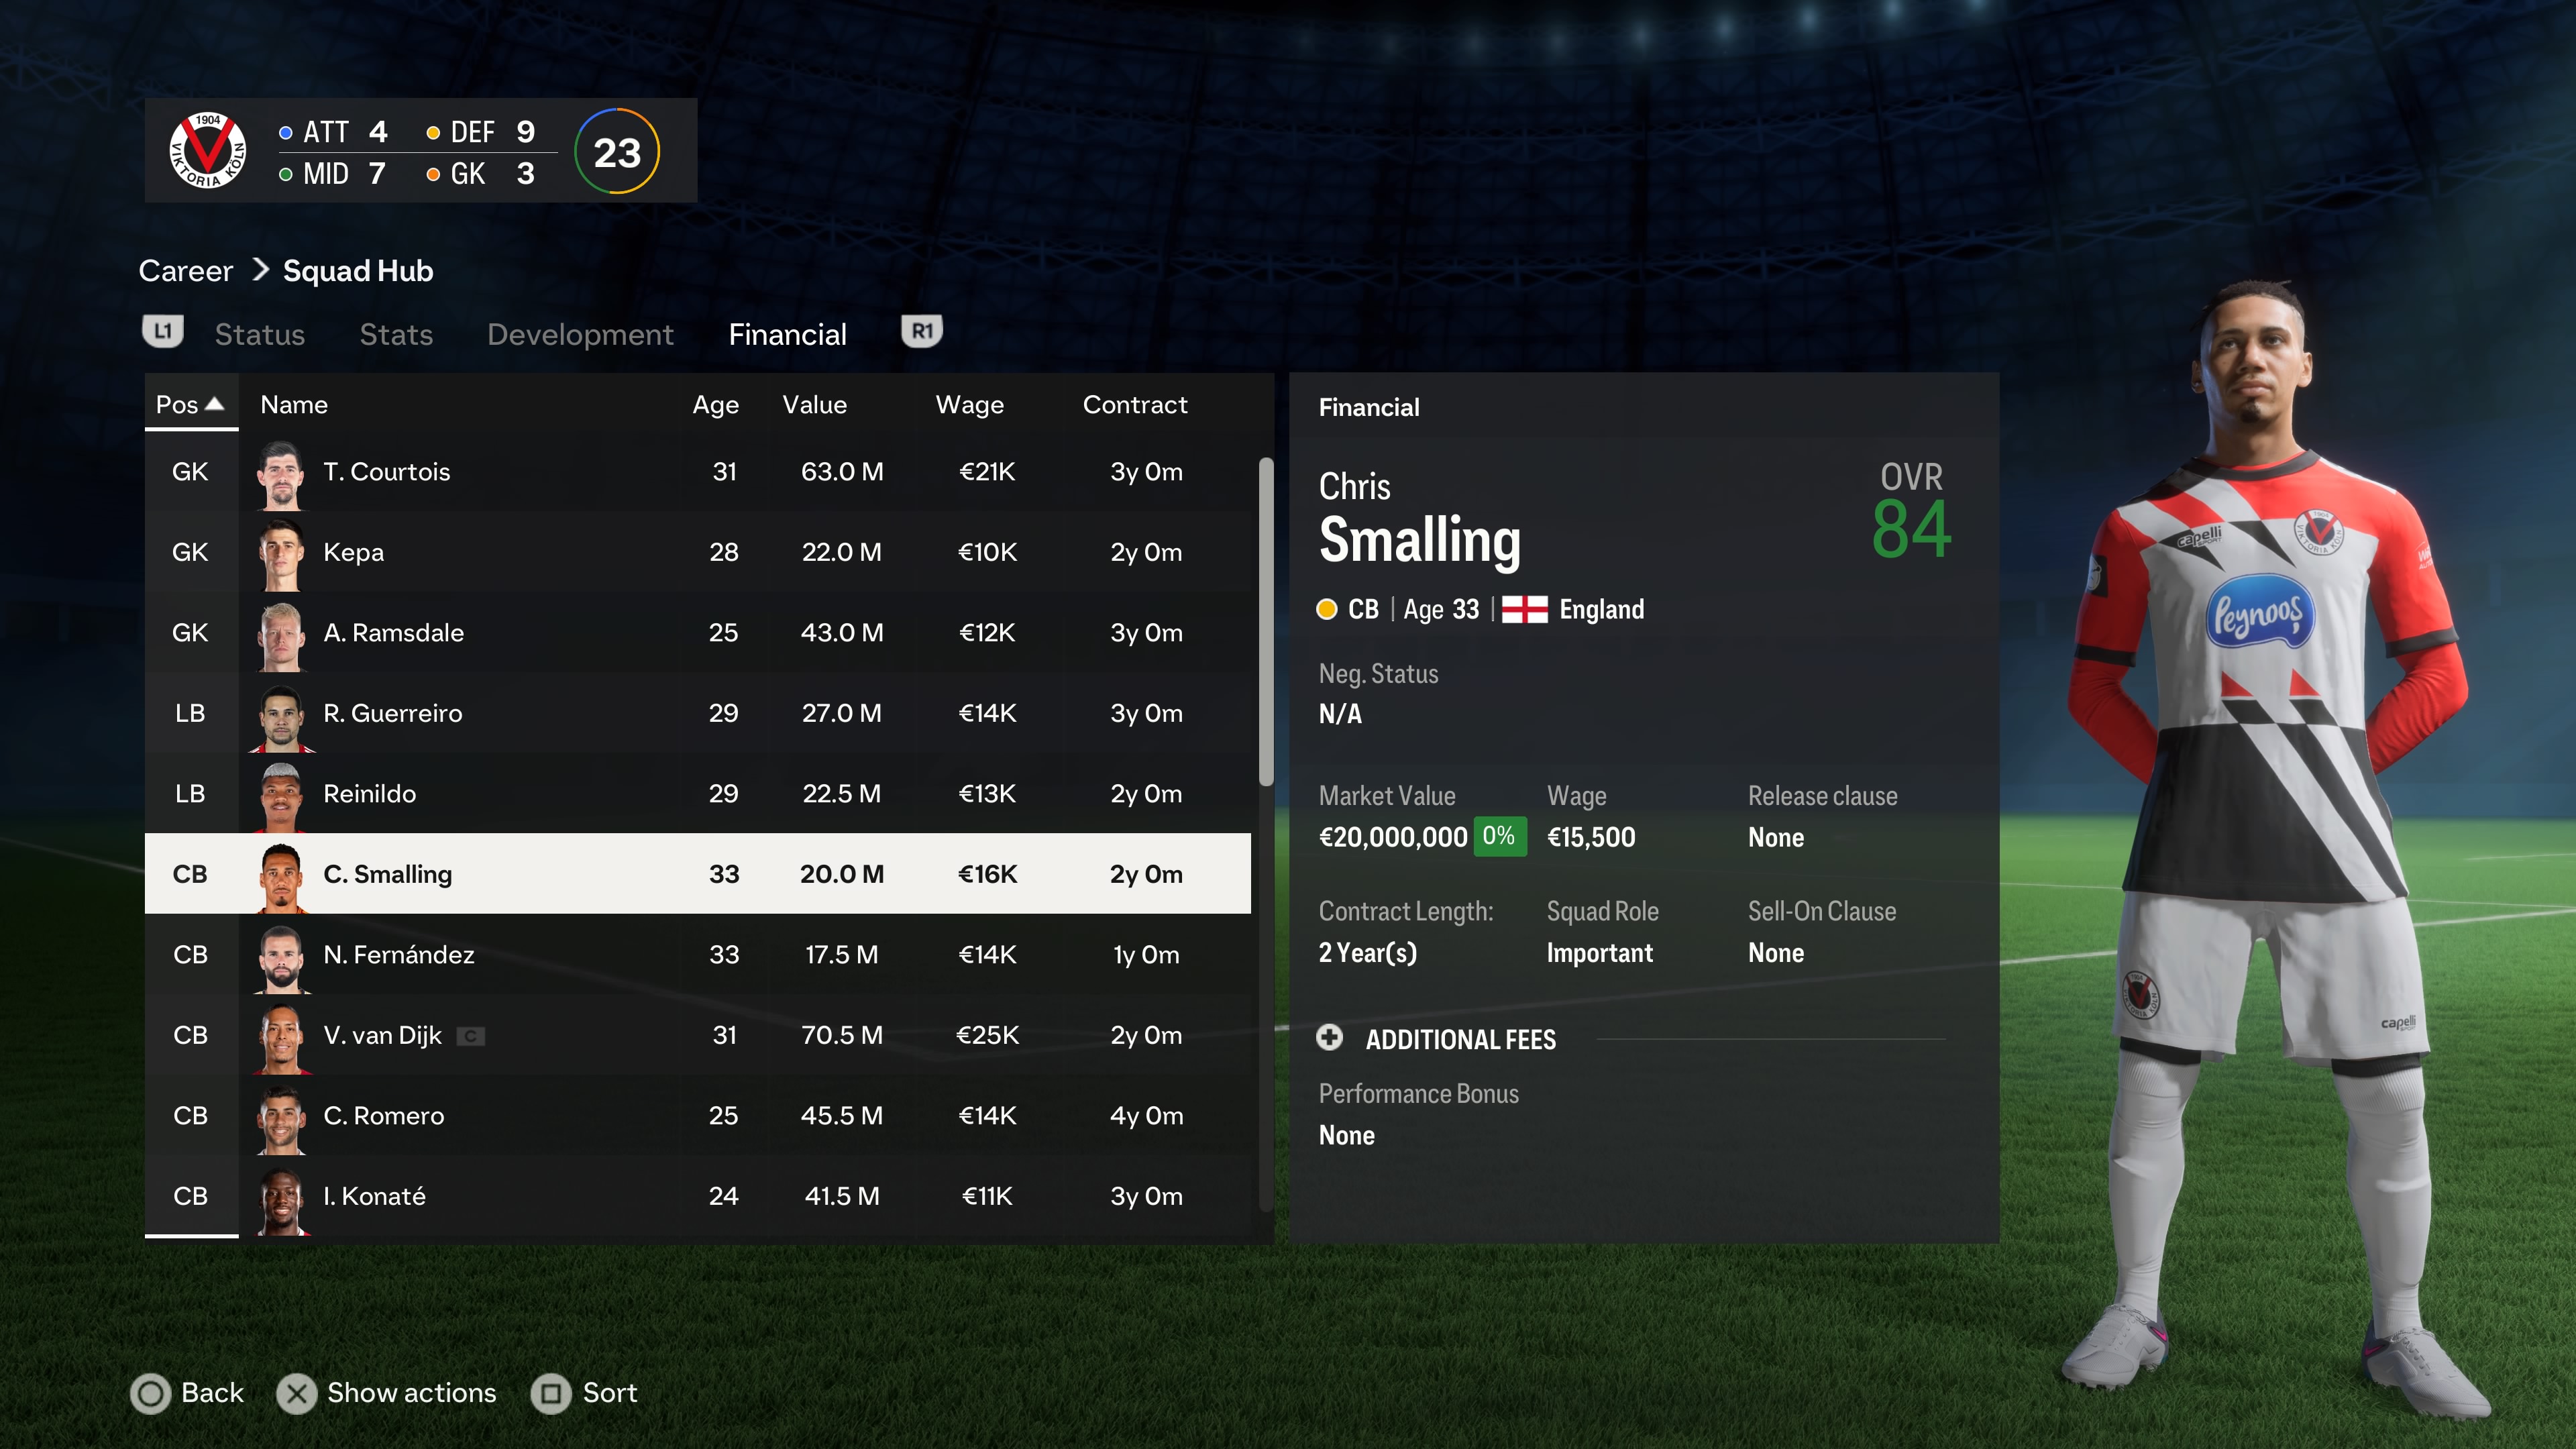 1904
VIKTORIA KÖLN
ATT 4 DEF 9
MID 7 GK 3
23
Career > Squad Hub
L1 Status Stats Development Financial R1
Pos Name Age Value Wage Contract
GK T. Courtois 31 63.0 M €21K 3y 0m
GK Kepa 28 22.0 M €10K 2y 0m
GK A. Ramsdale 25 43.0 M €12K 3y 0m
LB R. Guerreiro 29 27.0 M €14K 3y 0m
LB Reinildo 29 22.5 M €13K 2y 0m
CB C. Smalling 33 20.0 M €16K 2y 0m
CB N. Fernández 33 17.5 M €14K 1y 0m
CB V. van Dijk C 31 70.5 M €25K 2y 0m
CB C. Romero 25 45.5 M €14K 4y 0m
CB I. Konaté 24 41.5 M €11K 3y 0m
Financial
Chris
Smalling
OVR
84
CB | Age 33 | England
Neg. Status
N/A
Market Value Wage Release clause
€20,000,000 0% €15,500 None
Contract Length: Squad Role Sell-On Clause
2 Year(s) Important None
ADDITIONAL FEES
Performance Bonus
None
capelli
SPORT
1904
VIKTORIA KÖLN
Peynoos
capelli
SPORT
Back Show actions Sort